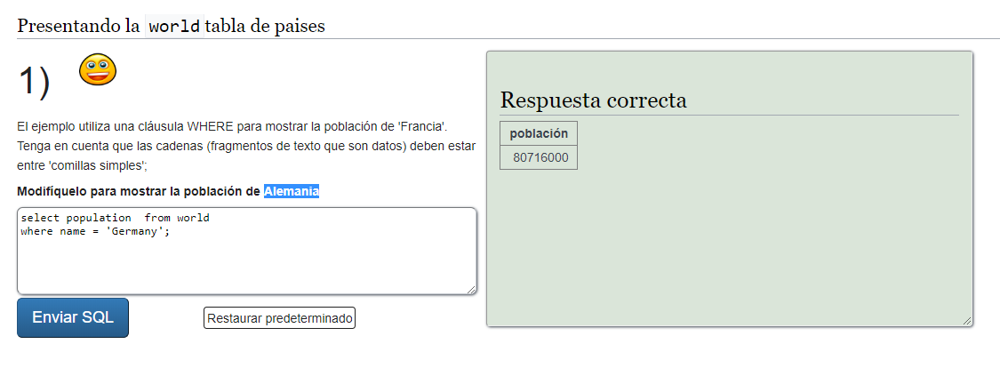 Presentando la world tabla de paises
1)
El ejemplo utiliza una cláusula WHERE para mostrar la población de 'Francia'.
Tenga en cuenta que las cadenas (fragmentos de texto que son datos) deben estar
entre 'comillas simples';
Modifíquelo para mostrar la población de Alemania
select population  from world
where name = 'Germany';
Enviar SQL
Restaurar predeterminado
Respuesta correcta
población
80716000